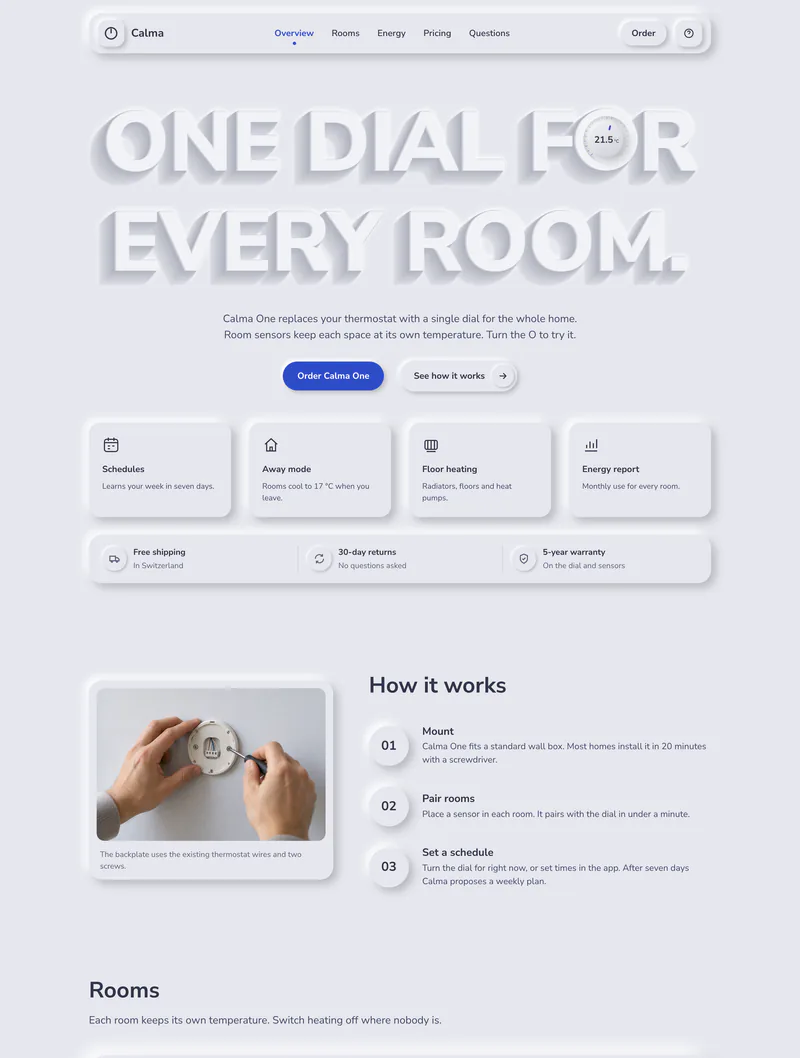 Calma
Overview
Rooms
Energy
Pricing
Questions
Order
ONE DIAL FOR
21.5 °C
EVERY ROOM.
Calma One replaces your thermostat with a single dial for the whole home.
Room sensors keep each space at its own temperature. Turn the O to try it.
Order Calma One
See how it works
Schedules
Learns your week in seven days.
Away mode
Rooms cool to 17 °C when you
leave.
Floor heating
Radiators, floors and heat
pumps.
Energy report
Monthly use for every room.
Free shipping
In Switzerland
30-day returns
No questions asked
5-year warranty
On the dial and sensors
The backplate uses the existing thermostat wires and two
screws.
How it works
01
Mount
Calma One fits a standard wall box. Most homes install it in 20 minutes
with a screwdriver.
02
Pair rooms
Place a sensor in each room. It pairs with the dial in under a minute.
03
Set a schedule
Turn the dial for right now, or set times in the app. After seven days
Calma proposes a weekly plan.
Rooms
Each room keeps its own temperature. Switch heating off where nobody is.